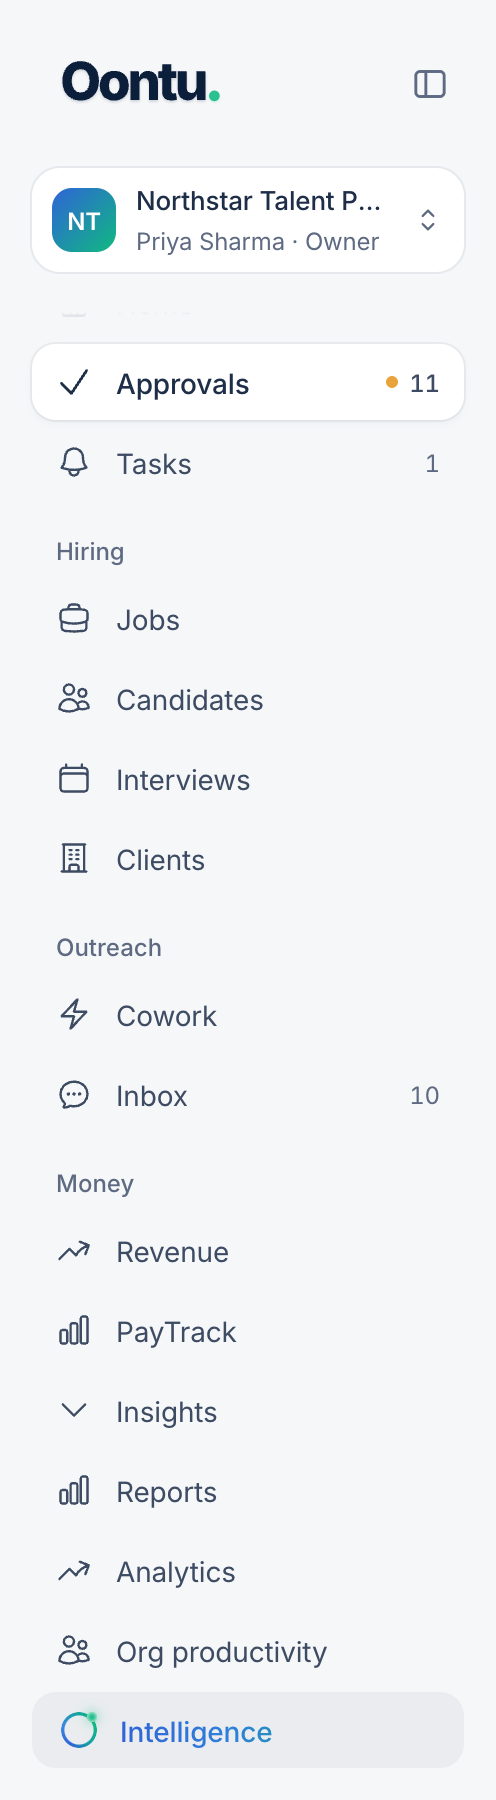 Oontu.
NT
Northstar Talent P...
Priya Sharma · Owner
Approvals 11
Tasks 1
Hiring
Jobs
Candidates
Interviews
Clients
Outreach
Cowork
Inbox 10
Money
Revenue
PayTrack
Insights
Reports
Analytics
Org productivity
Intelligence